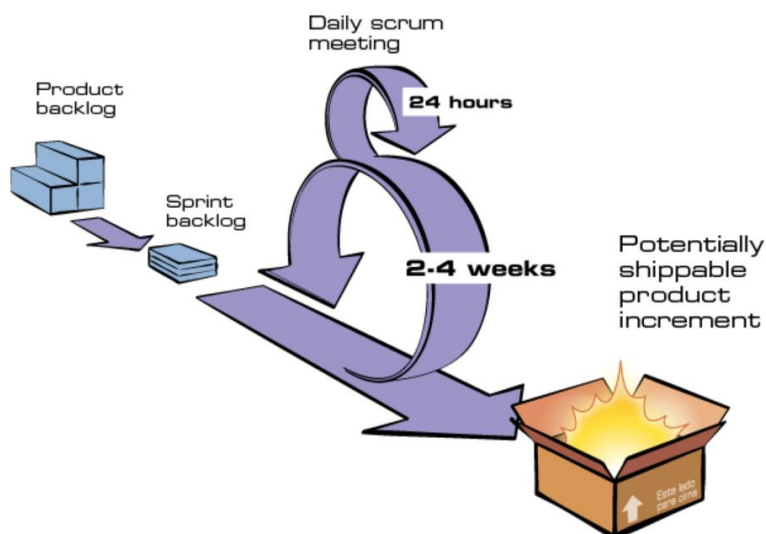 Daily scrum
meeting
24 hours
Product
backlog
Sprint
backlog
2-4 weeks
Potentially
shippable
product
increment
Este lado
para cima